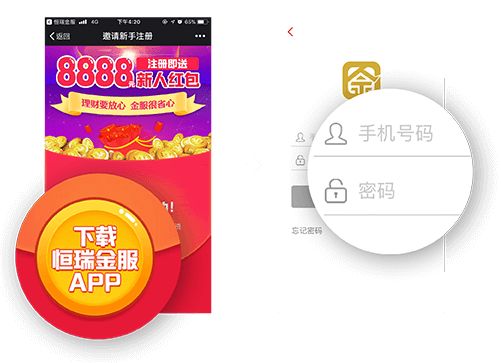 恒瑞金服 4G
下午4:20
65%
返回
邀请新手注册
8888元
注册即送
新人红包
理财要放心 金服很省心
下载
恒瑞金服
APP
金
手机号码
密码
忘记密码